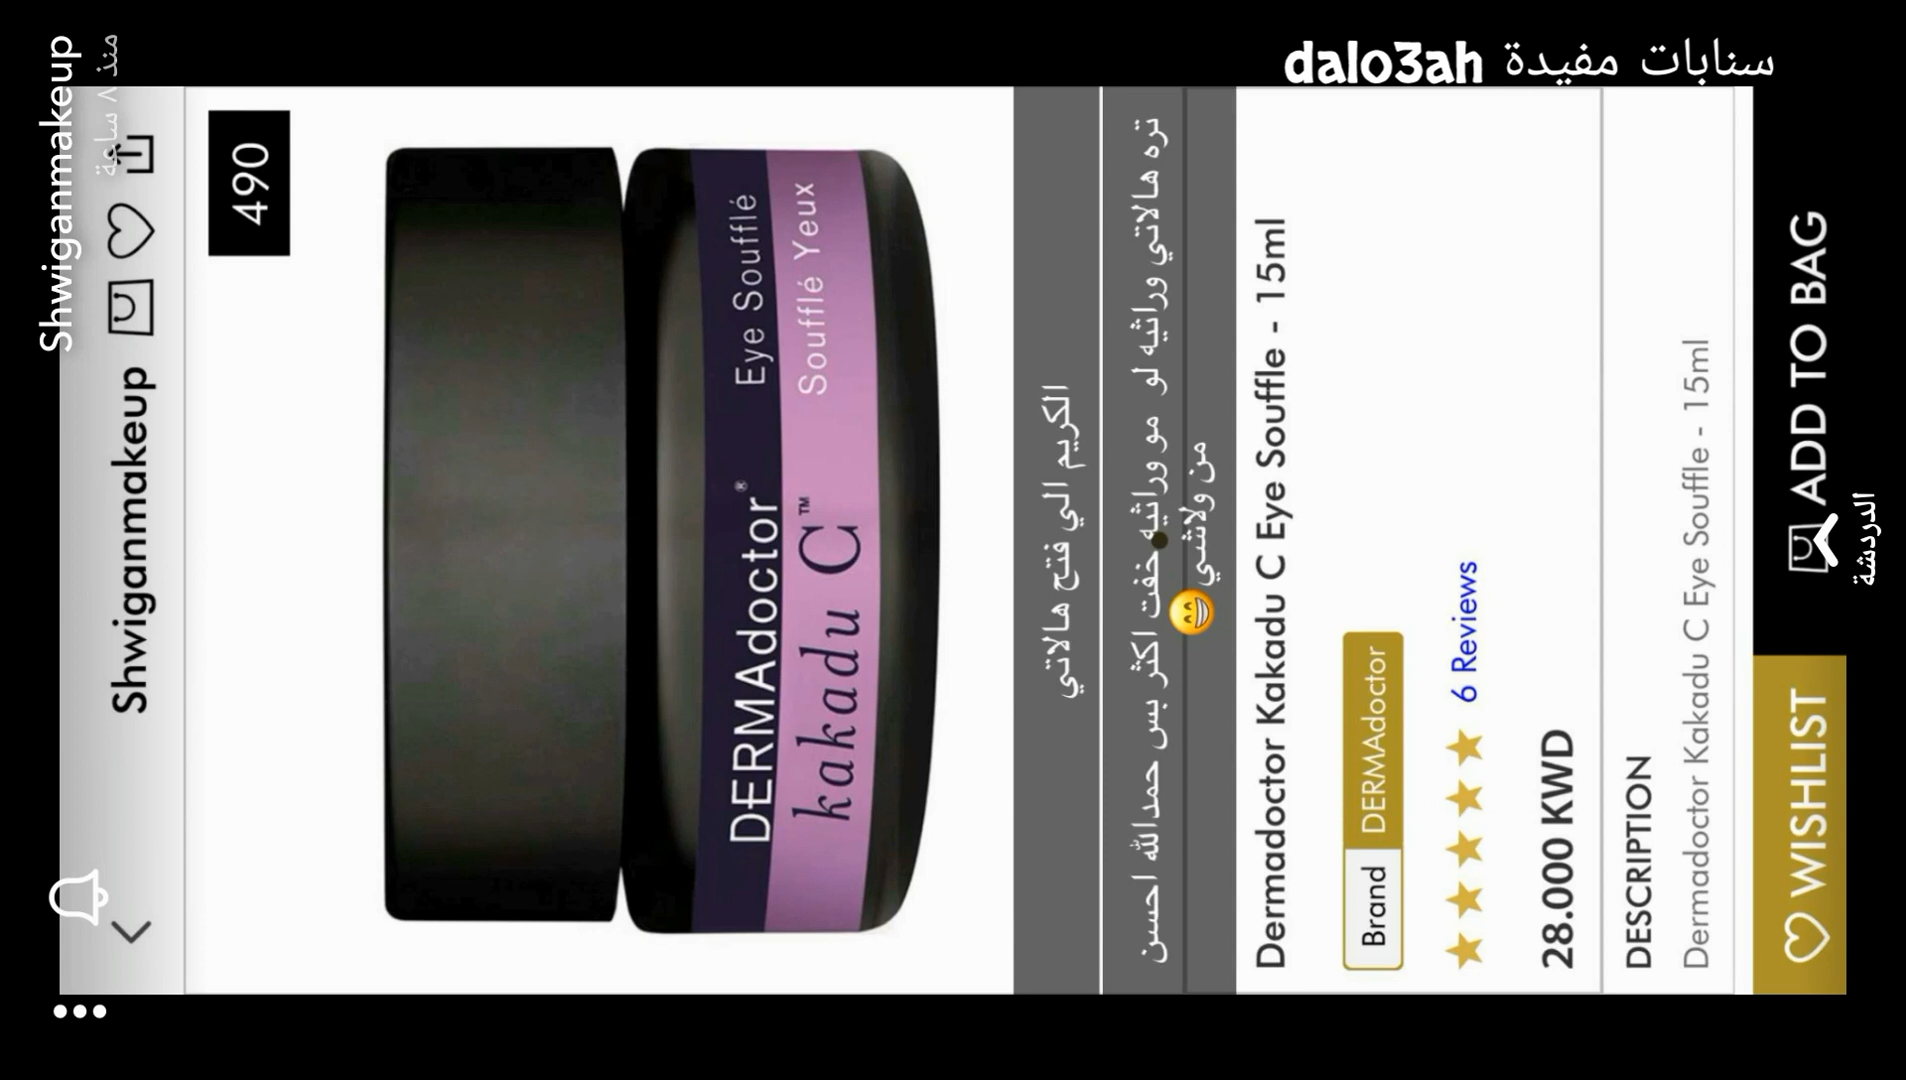 سنابات مفيدة dalo3ah
Shwiganmakeup
منذ ٨ ساعة
Shwiganmakeup
490
DERMAdoctor®
Eye Soufflé
kakadu C™
Soufflé Yeux
الكريم الي فتح هالاتي
تره هالاتي وراثيه لو مو وراثيه خفت اكثر بس حمدالله احسن
من ولاشي😁
Dermadoctor Kakadu C Eye Souffle - 15ml
Brand DERMAdoctor
6 Reviews
28.000 KWD
DESCRIPTION
Dermadoctor Kakadu C Eye Souffle - 15ml
WISHLIST
ADD TO BAG
الدردشة